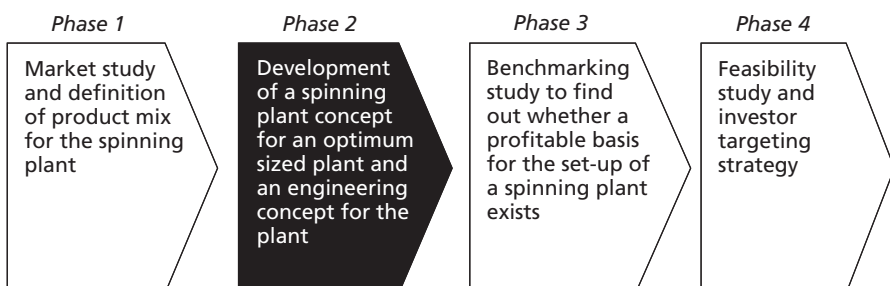 Phase 1
Market study
and definition
of product mix
for the spinning
plant
Phase 2
Development
of a spinning
plant concept
for an optimum
sized plant and
an engineering
concept for the
plant
Phase 3
Benchmarking
study to find
out whether a
profitable basis
for the set-up of
a spinning plant
exists
Phase 4
Feasibility
study and
investor
targeting
strategy